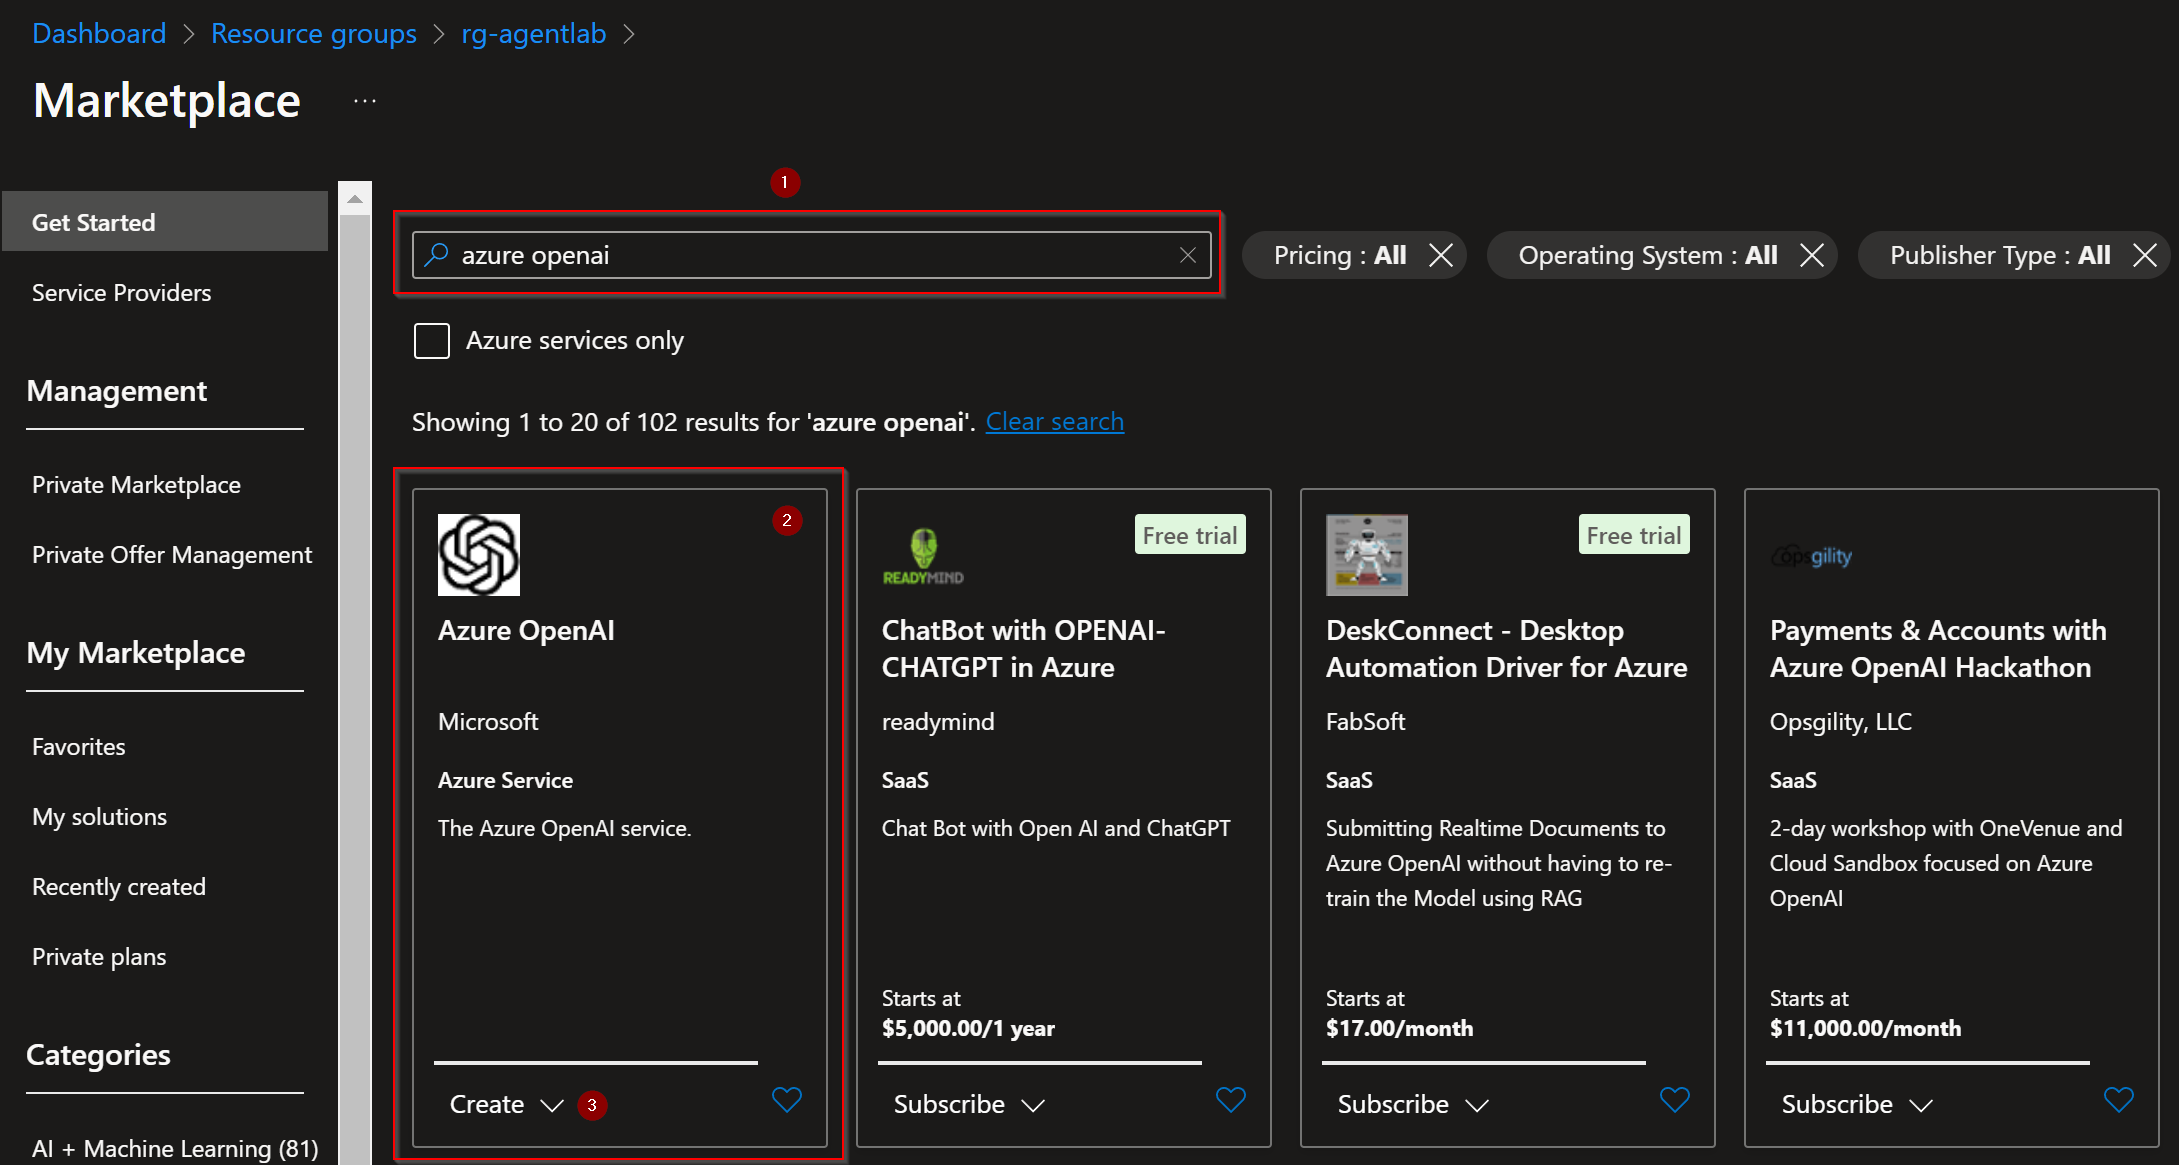 Dashboard > Resource groups > rg-agentlab >
Marketplace ...
Get Started
Service Providers
Management
Private Marketplace
Private Offer Management
My Marketplace
Favorites
My solutions
Recently created
Private plans
Categories
AI + Machine Learning (81)
1
azure openai
Pricing : All
Operating System : All
Publisher Type : All
Azure services only
Showing 1 to 20 of 102 results for 'azure openai'. Clear search
2
Azure OpenAI
Microsoft
Azure Service
The Azure OpenAI service.
Create
3
READYMIND
Free trial
ChatBot with OPENAI-
CHATGPT in Azure
readymind
SaaS
Chat Bot with Open AI and ChatGPT
Starts at
$5,000.00/1 year
Subscribe
Free trial
DeskConnect - Desktop
Automation Driver for Azure
FabSoft
SaaS
Submitting Realtime Documents to
Azure OpenAI without having to re-
train the Model using RAG
Starts at
$17.00/month
Subscribe
opsgility
Payments & Accounts with
Azure OpenAI Hackathon
Opsgility, LLC
SaaS
2-day workshop with OneVenue and
Cloud Sandbox focused on Azure
OpenAI
Starts at
$11,000.00/month
Subscribe